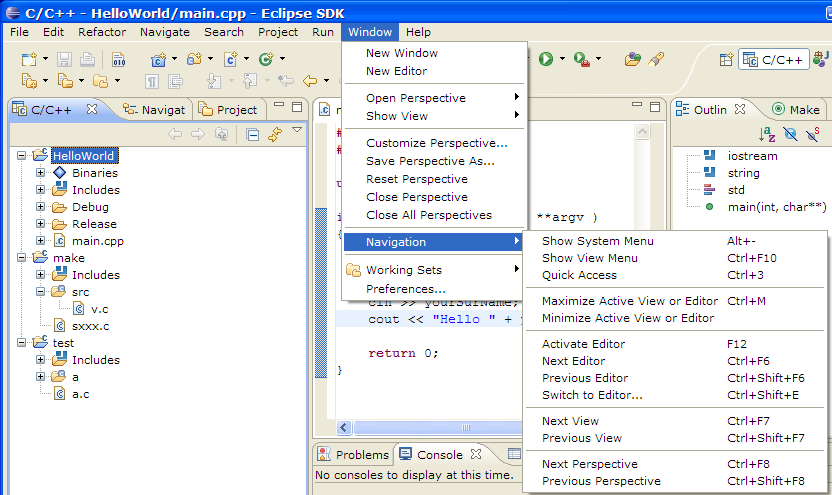 C/C++ - HelloWorld/main.cpp - Eclipse SDK
File Edit Refactor Navigate Search Project Run Window Help
C/C++
C/C++ Navigat Project
HelloWorld
Binaries
Includes
Debug
Release
main.cpp
make
Includes
src
v.c
sxxx.c
test
Includes
a
a.c
New Window
New Editor
Open Perspective
Show View
Customize Perspective...
Save Perspective As...
Reset Perspective
Close Perspective
Close All Perspectives
Navigation
Working Sets
Preferences...
#
#
**argv )
{
cin >> yourSurName;
cout << "Hello " +
return 0;
}
Outlin Make
iostream
string
std
main(int, char**)
Show System Menu Alt+-
Show View Menu Ctrl+F10
Quick Access Ctrl+3
Maximize Active View or Editor Ctrl+M
Minimize Active View or Editor
Activate Editor F12
Next Editor Ctrl+F6
Previous Editor Ctrl+Shift+F6
Switch to Editor... Ctrl+Shift+E
Next View Ctrl+F7
Previous View Ctrl+Shift+F7
Next Perspective Ctrl+F8
Previous Perspective Ctrl+Shift+F8
Problems Console
No consoles to display at this time.